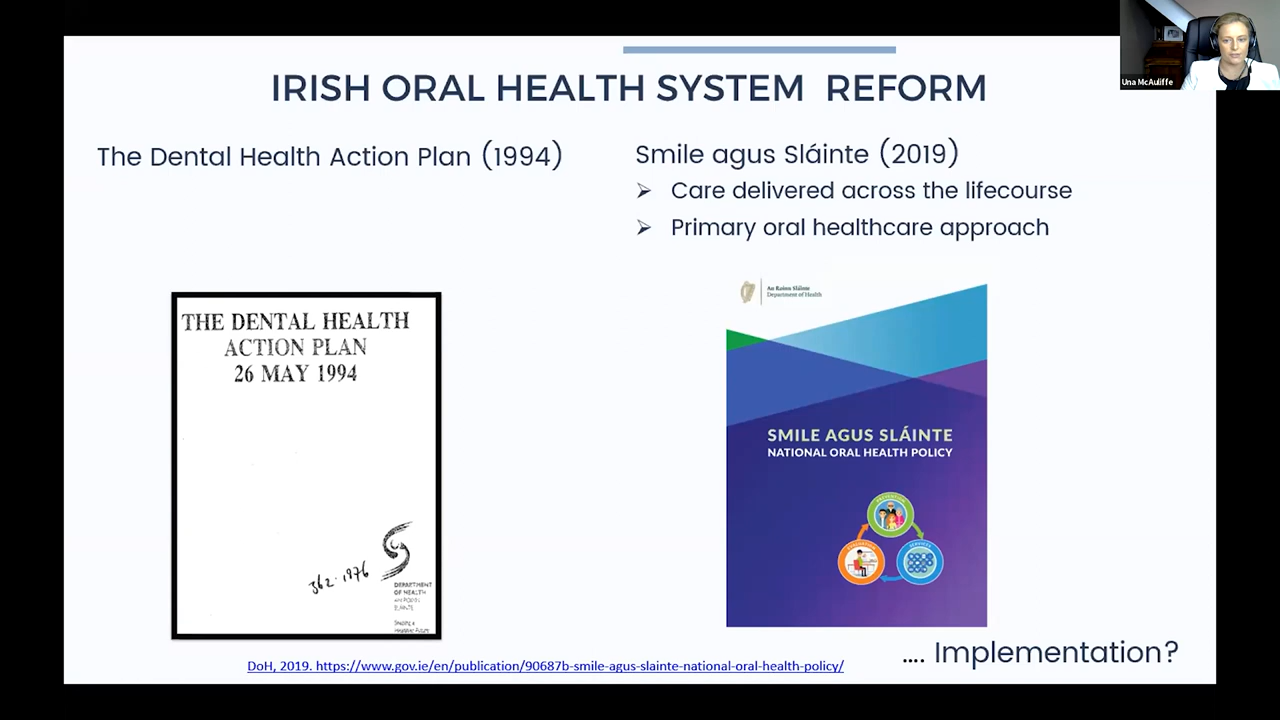 Una McAuliffe
IRISH ORAL HEALTH SYSTEM REFORM
The Dental Health Action Plan (1994)
Smile agus Sláinte (2019)
Care delivered across the lifecourse
Primary oral healthcare approach
THE DENTAL HEALTH
ACTION PLAN
26 MAY 1994
362.1976
DEPARTMENT
OF HEALTH
An Roinn Sláinte
Department of Health
SMILE AGUS SLÁINTE
NATIONAL ORAL HEALTH POLICY
PREVENTION
SERVICES
DoH, 2019. https://www.gov.ie/en/publication/90687b-smile-agus-slainte-national-oral-health-policy/
.... Implementation?